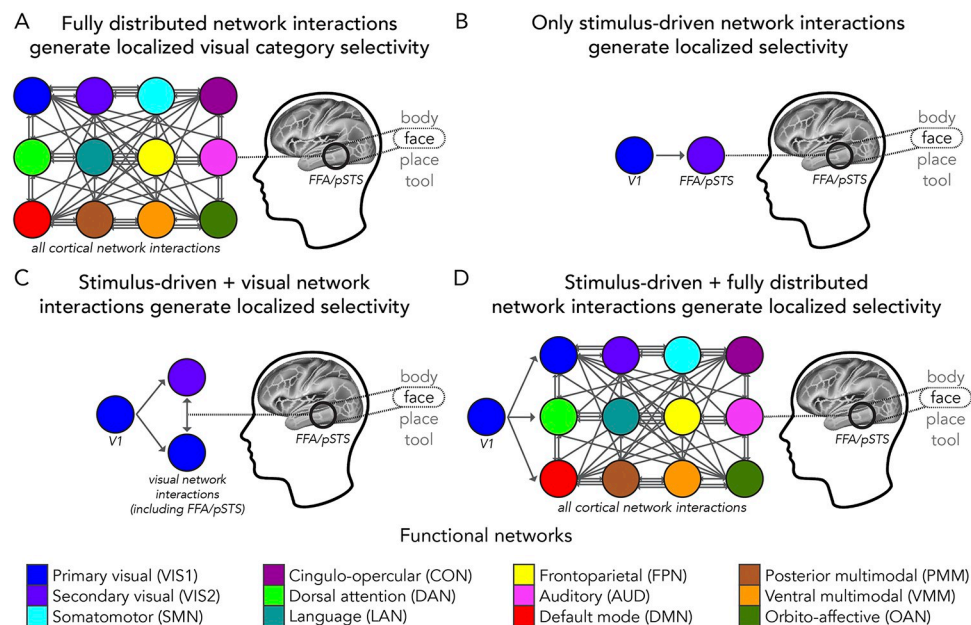 A
Fully distributed network interactions
generate localized visual category selectivity
body
face
place
tool
FFA/pSTS
all cortical network interactions
B
Only stimulus-driven network interactions
generate localized selectivity
V1
FFA/pSTS
FFA/pSTS
body
face
place
tool
C
Stimulus-driven + visual network
interactions generate localized selectivity
V1
visual network
interactions
(including FFA/pSTS)
FFA/pSTS
body
face
place
tool
D
Stimulus-driven + fully distributed
network interactions generate localized selectivity
V1
all cortical network interactions
FFA/pSTS
body
face
place
tool
Functional networks
Primary visual (VIS1)
Secondary visual (VIS2)
Somatomotor (SMN)
Cingulo-opercular (CON)
Dorsal attention (DAN)
Language (LAN)
Frontoparietal (FPN)
Auditory (AUD)
Default mode (DMN)
Posterior multimodal (PMM)
Ventral multimodal (VMM)
Orbito-affective (OAN)